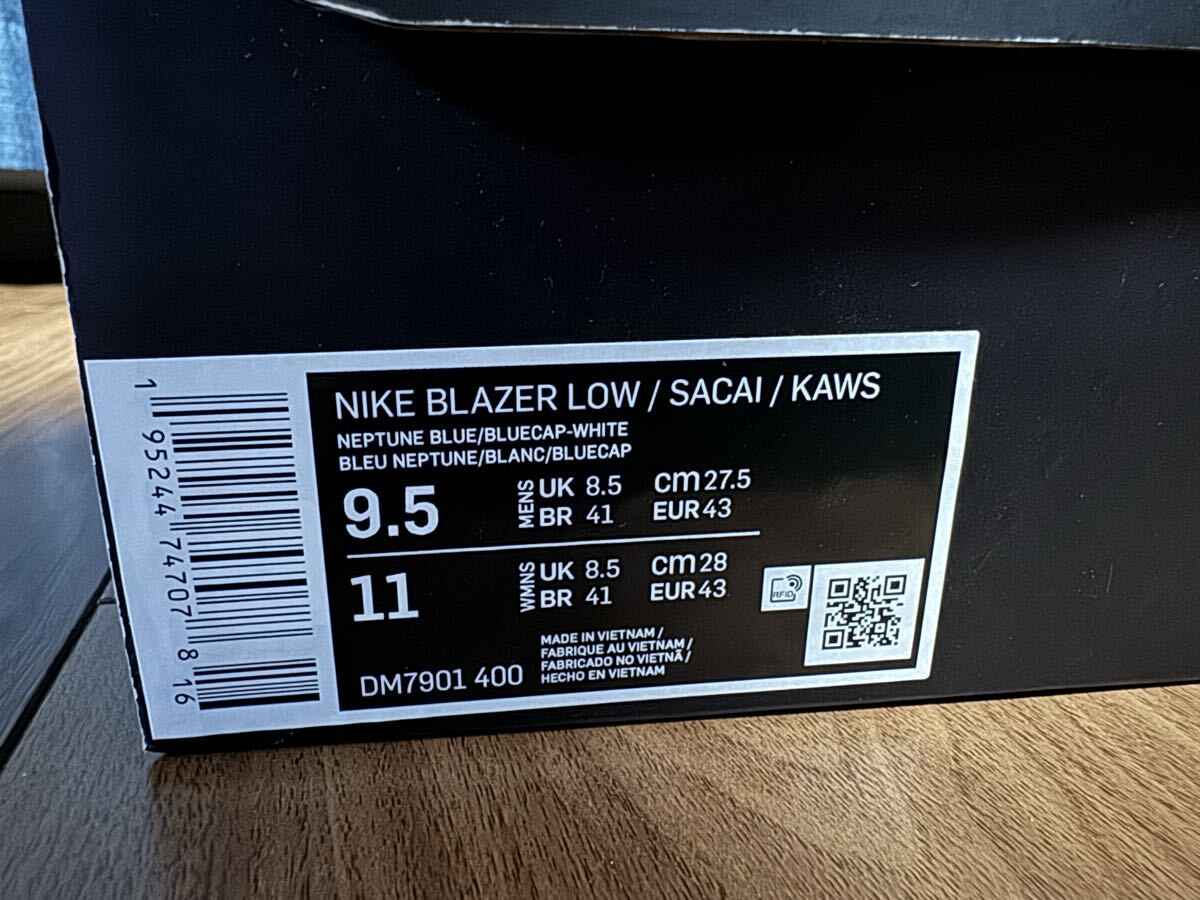 NIKE BLAZER LOW / SACAI / KAWS
NEPTUNE BLUE/BLUECAP-WHITE
BLEU NEPTUNE/BLANC/BLUECAP
9.5 MENS UK 8.5 cm 27.5
BR 41 EUR 43
11 WMNS UK 8.5 cm 28
BR 41 EUR 43
RFID
DM7901 400
MADE IN VIETNAM /
FABRIQUE AU VIETNAM /
FABRICADO NO VIETNÃ /
HECHO EN VIETNAM
1 95244 74707 8 16